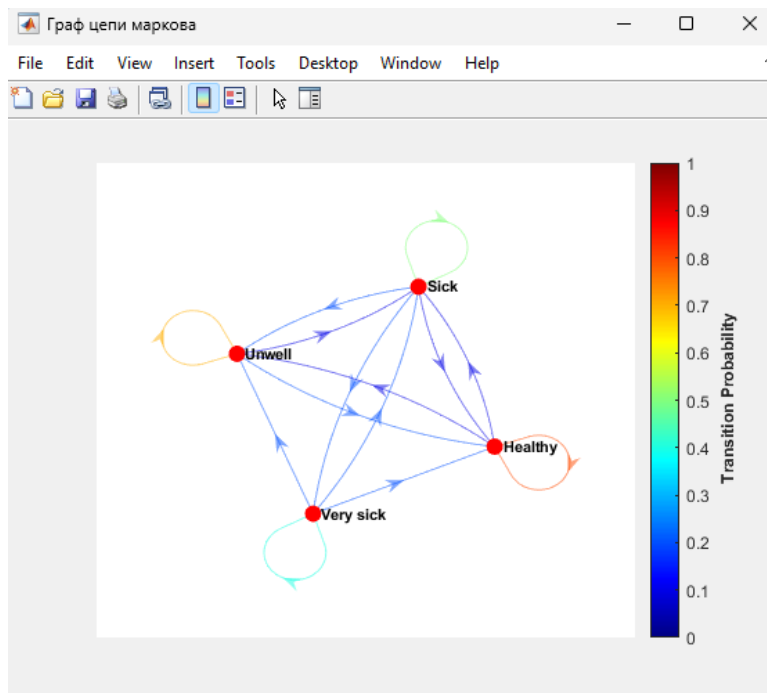 Граф цепи маркова
File Edit View Insert Tools Desktop Window Help
1
0.9
0.8
0.7
0.6
0.5
0.4
0.3
0.2
0.1
0
Transition Probability
Sick
Unwell
Healthy
Very sick